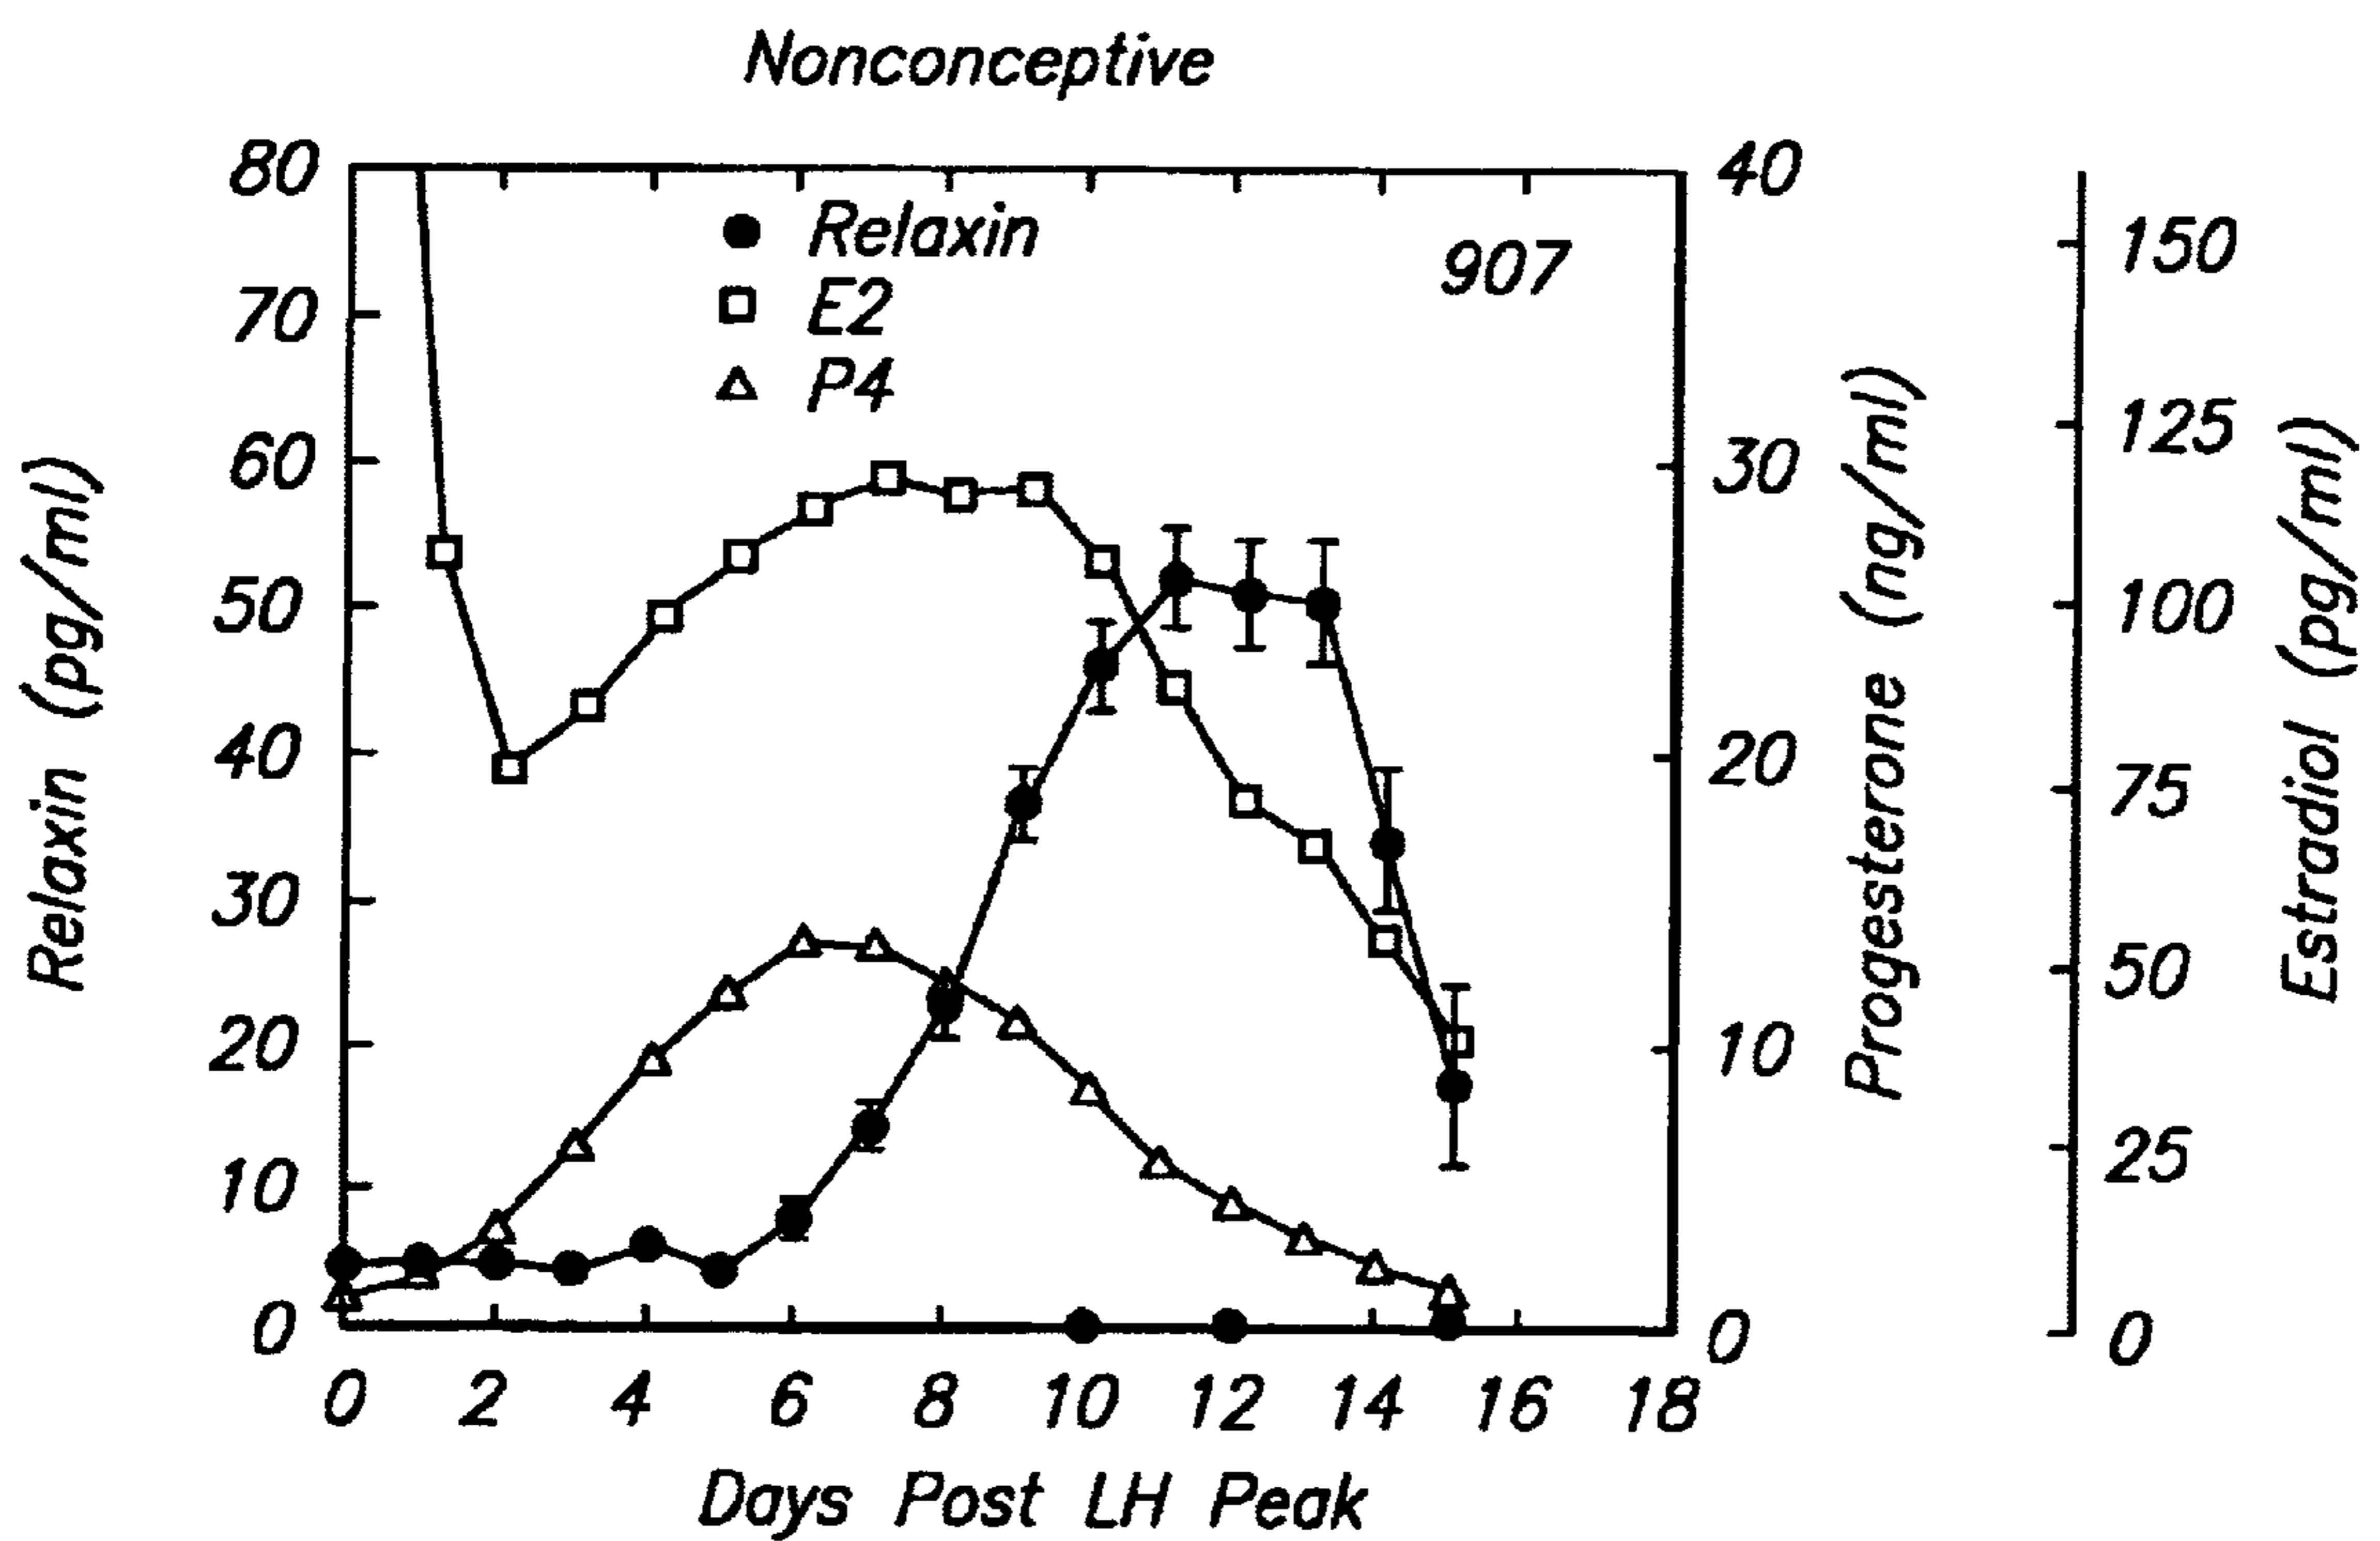 Nonconceptive
Relaxin
E2
P4
907
80
70
60
50
40
30
20
10
0
Relaxin (pg/ml)
0 2 4 6 8 10 12 14 16 18
Days Post LH Peak
40
30
20
10
0
Progesterone (ng/ml)
150
125
100
75
50
25
0
Estradiol (pg/ml)